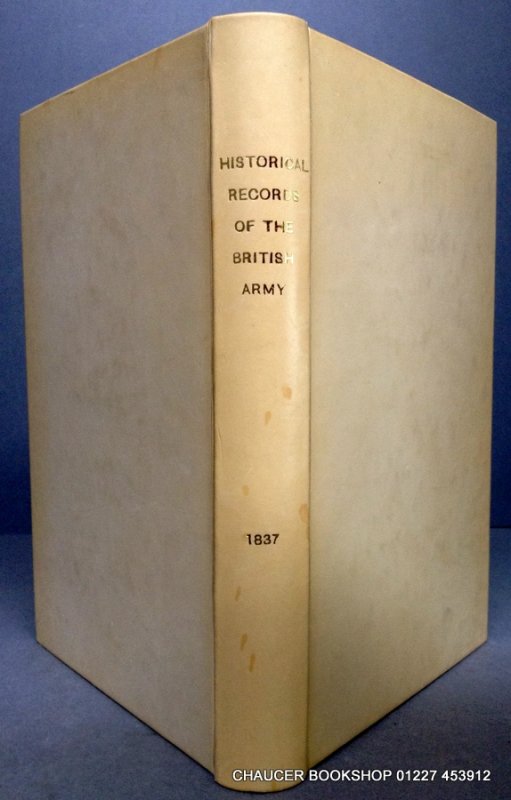 HISTORICAL
RECORDS
OF THE
BRITISH
ARMY
1837
CHAUCER BOOKSHOP 01227 453912